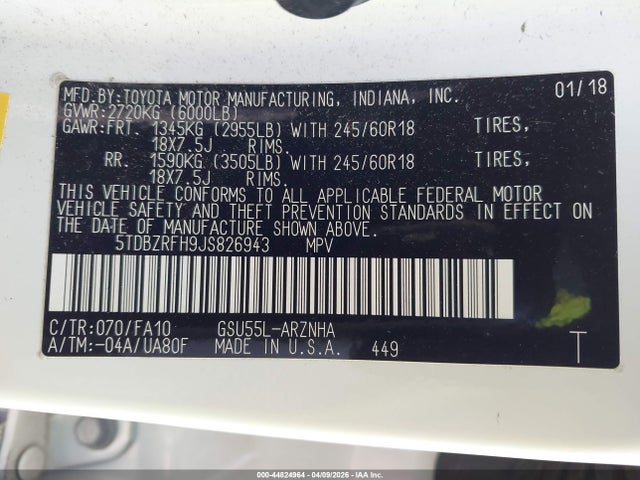 MFD.BY:TOYOTA MOTOR MANUFACTURING, INDIANA, INC. 01/18
GVWR:2720KG (6000LB)
GAWR:FRT. 1345KG (2955LB) WITH 245/60R18 TIRES,
18X7.5J RIMS.
RR. 1590KG (3505LB) WITH 245/60R18 TIRES,
18X7.5J RIMS.
THIS VEHICLE CONFORMS TO ALL APPLICABLE FEDERAL MOTOR
VEHICLE SAFETY AND THEFT PREVENTION STANDARDS IN EFFECT ON
THE DATE OF MANUFACTURE SHOWN ABOVE.
5TDBZRFH9JS826943 MPV
C/TR:070/FA10 GSU55L-ARZNHA
A/TM:-04A/UA80F MADE IN U.S.A. 449 T
000-44824964 - 04/09/2026 - IAAI.COM